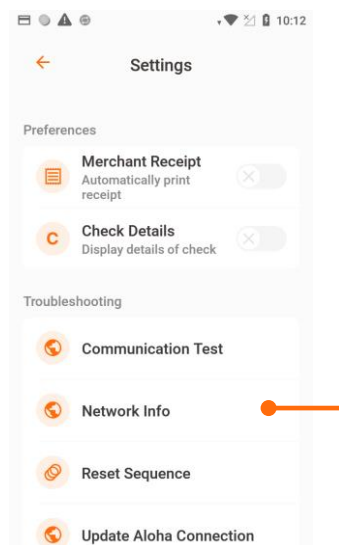 10:12
Settings
Preferences
Merchant Receipt
Automatically print
receipt
C
Check Details
Display details of check
Troubleshooting
Communication Test
Network Info
Reset Sequence
Update Aloha Connection